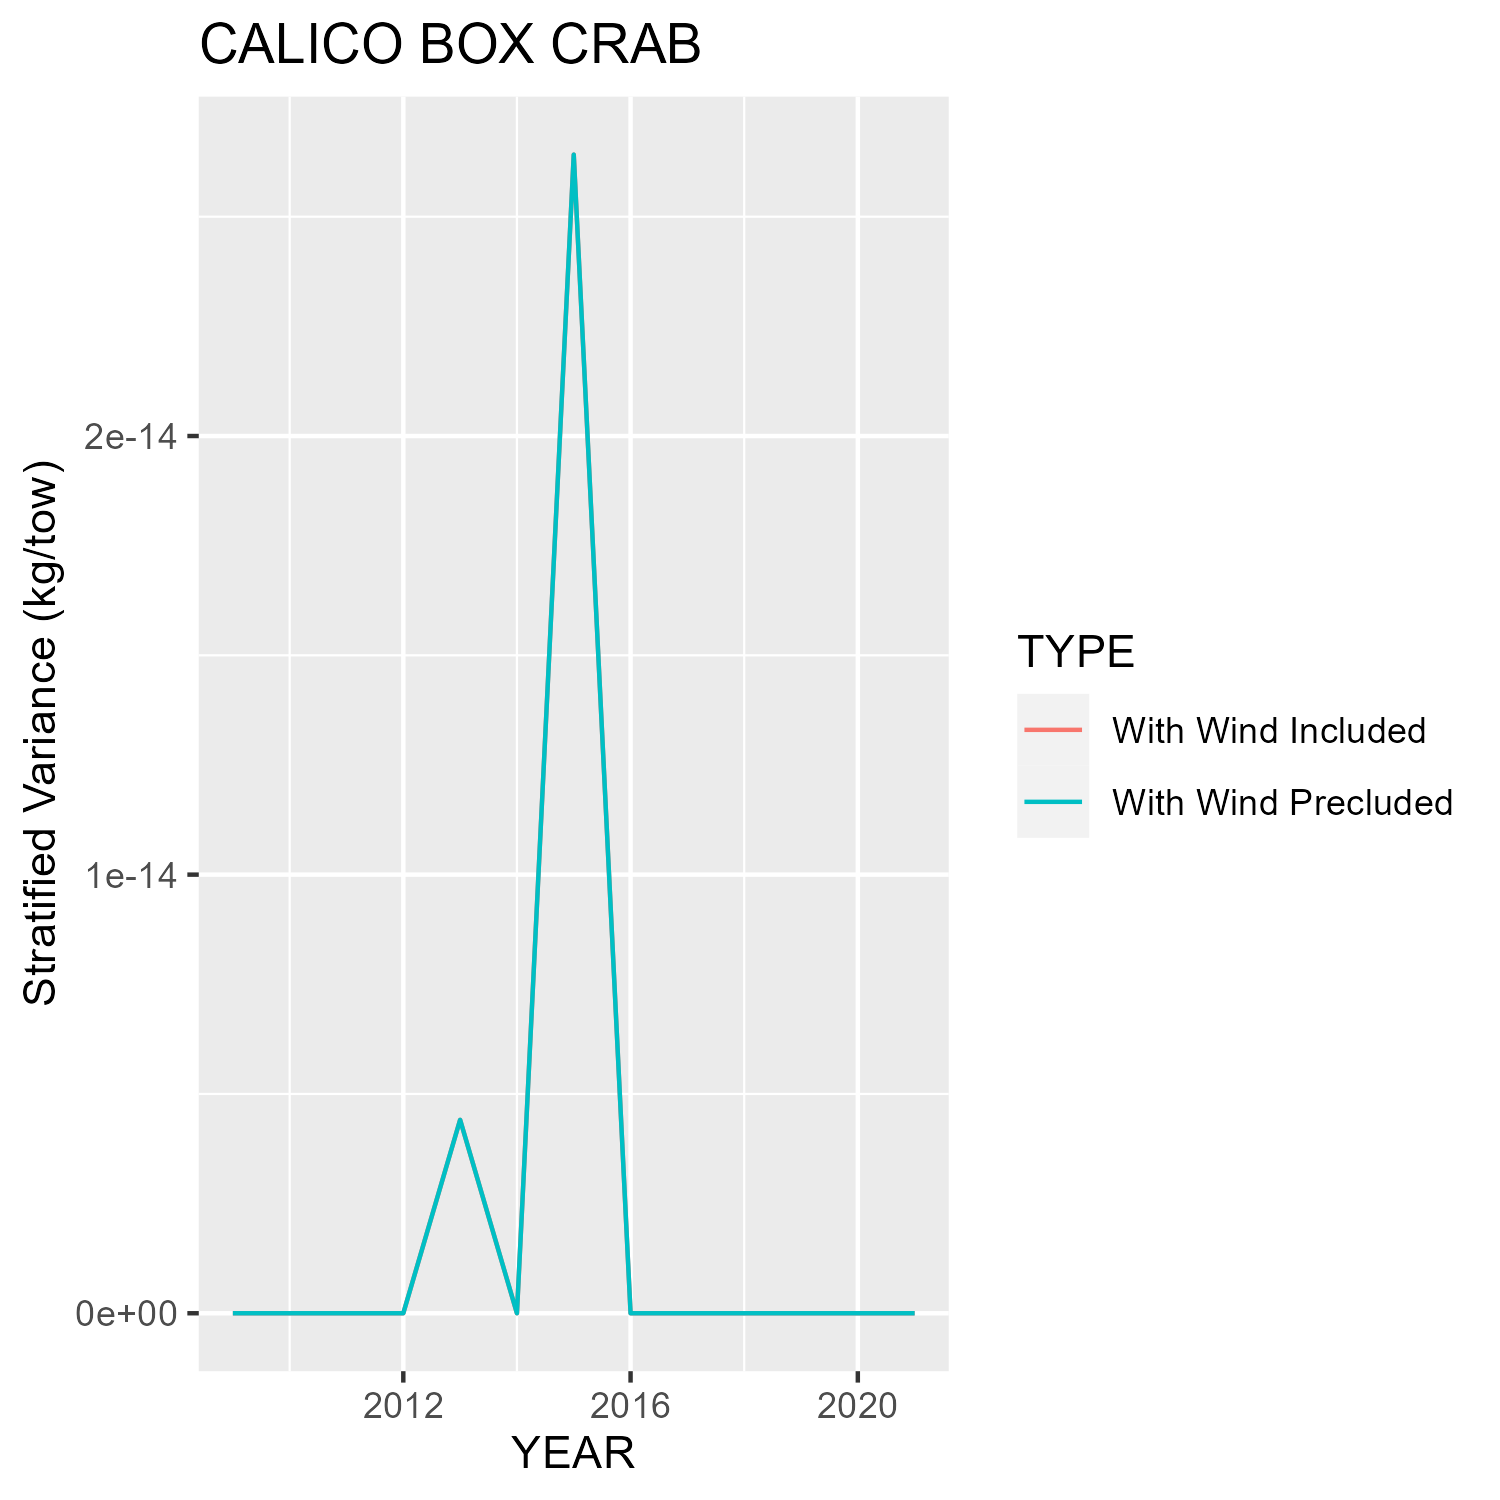 CALICO BOX CRAB
Stratified Variance (kg/tow)
2e-14
1e-14
0e+00
2012
2016
2020
YEAR
TYPE
With Wind Included
With Wind Precluded